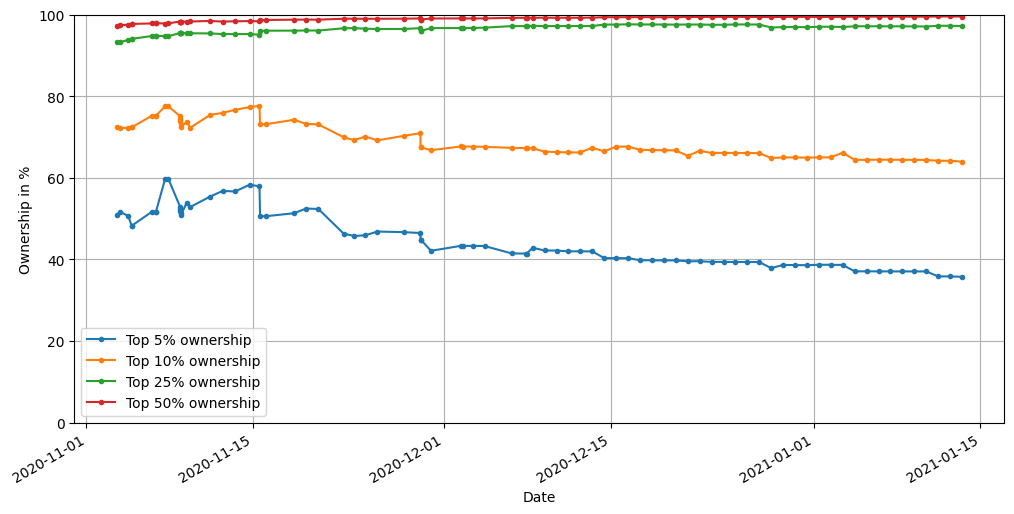 100
80
60
40
20
0
Ownership in %
Top 5% ownership
Top 10% ownership
Top 25% ownership
Top 50% ownership
2020-11-01
2020-11-15
2020-12-01
2020-12-15
2021-01-01
2021-01-15
Date